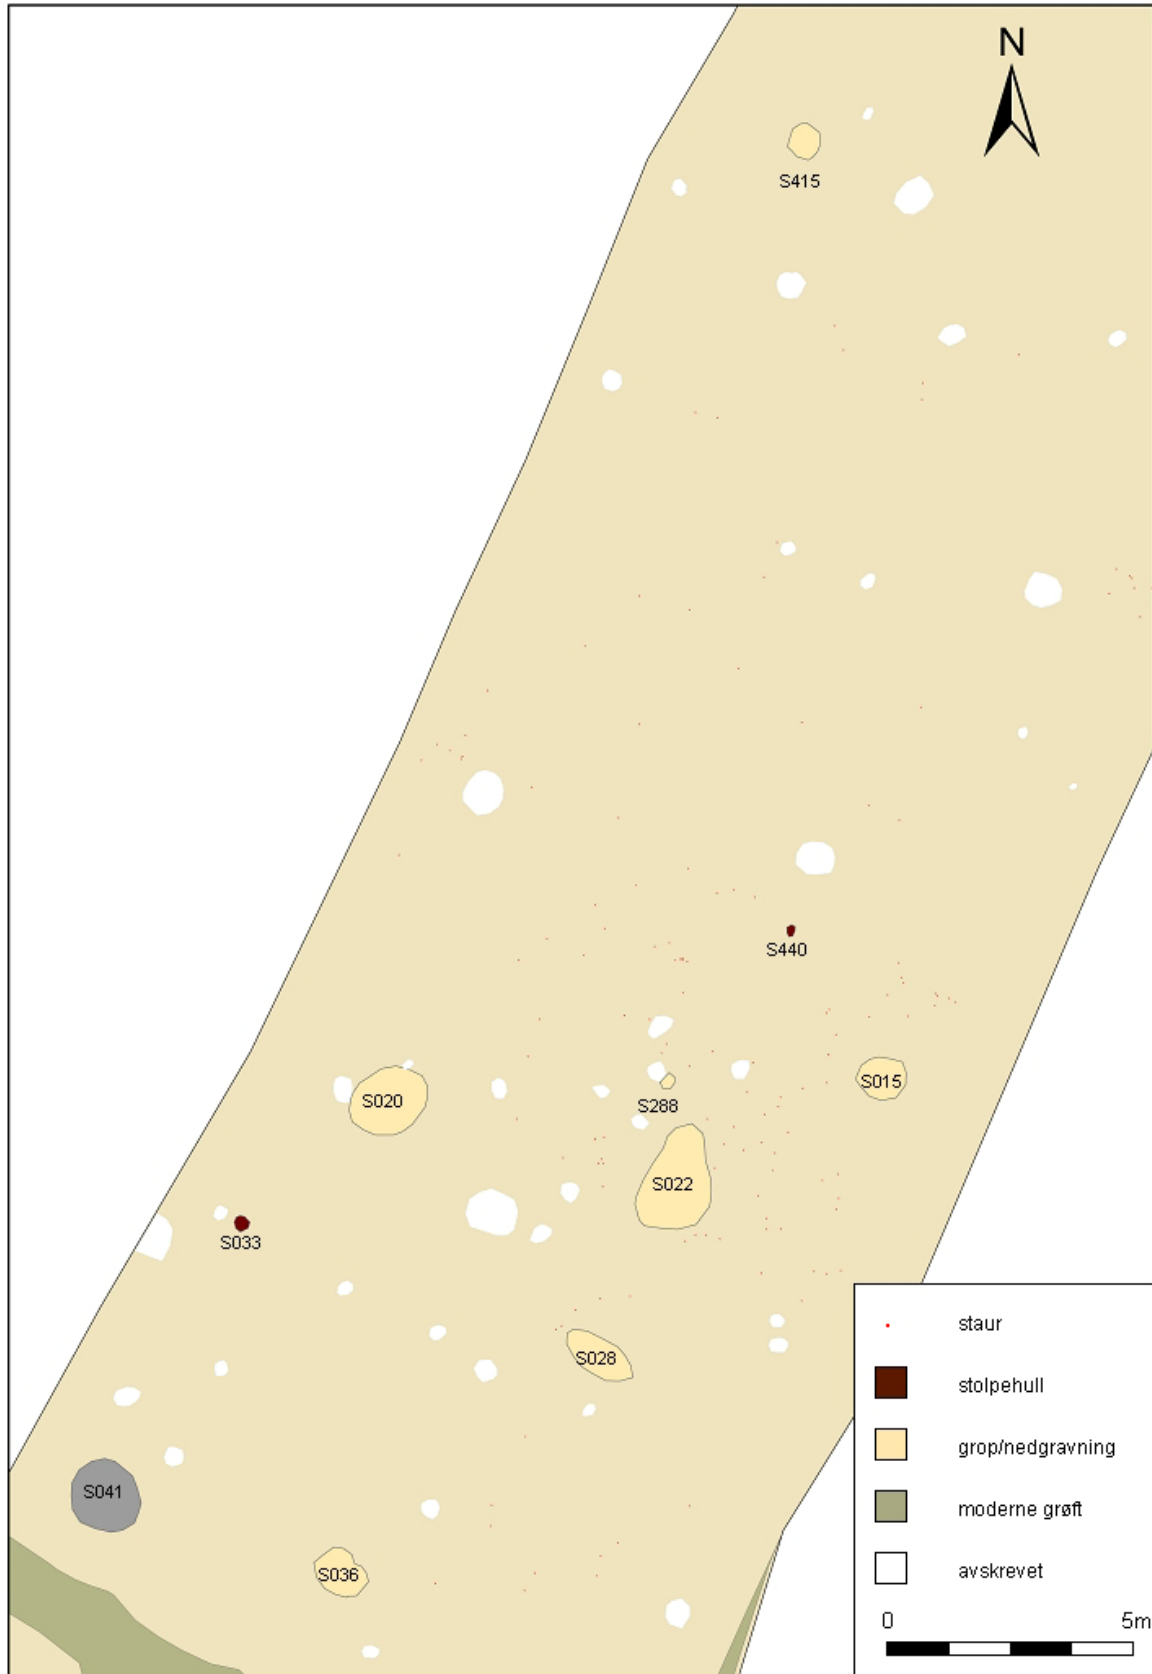 N
S415
S440
S015
S020
S288
S022
S033
S028
S041
S036
staur
stolpehull
grop/nedgravning
moderne grøft
avskrevet
0 5m